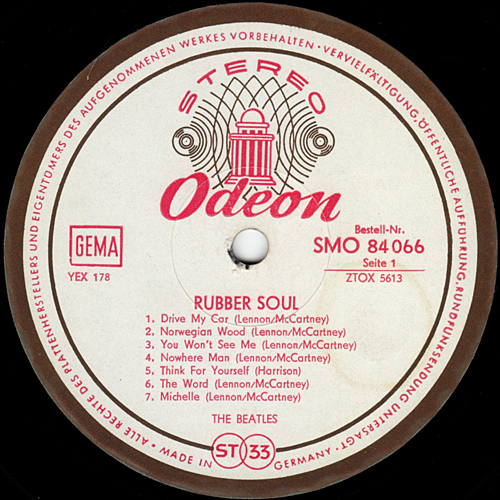 ALLE RECHTE DES PLATTENHERSTELLERS UND EIGENTÜMERS DES AUFGENOMMENEN WERKES VORBEHALTEN · VERVIELFÄLTIGUNG, ÖFFENTLICHE AUFFÜHRUNG, RUNDFUNKSENDUNG UNTERSAGT ·
STEREO
Odeon
GEMA
YEX 178
Bestell-Nr.
SMO 84 066
Seite 1
ZTOX 5613
RUBBER SOUL
1. Drive My Car (Lennon/McCartney)
2. Norwegian Wood (Lennon/McCartney)
3. You Won't See Me (Lennon/McCartney)
4. Nowhere Man (Lennon/McCartney)
5. Think For Yourself (Harrison)
6. The Word (Lennon/McCartney)
7. Michelle (Lennon/McCartney)
THE BEATLES
MADE IN ST 33 GERMANY